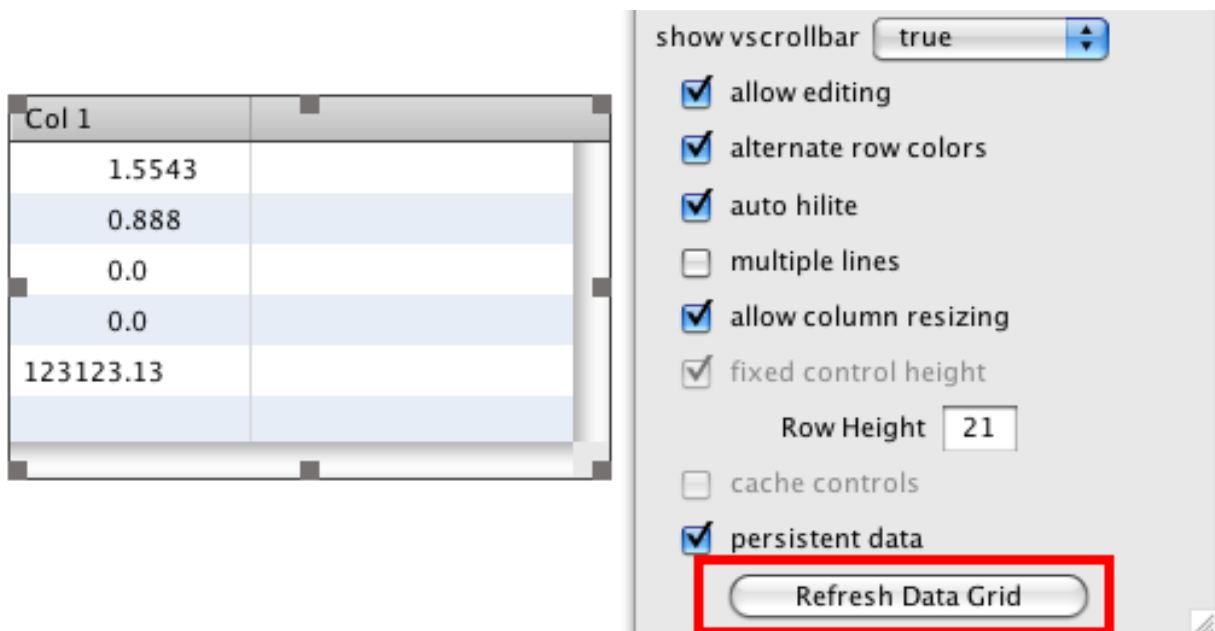 Col 1
1.5543
0.888
0.0
0.0
123123.13
show vscrollbar true
allow editing
alternate row colors
auto hilite
multiple lines
allow column resizing
fixed control height
Row Height 21
cache controls
persistent data
Refresh Data Grid